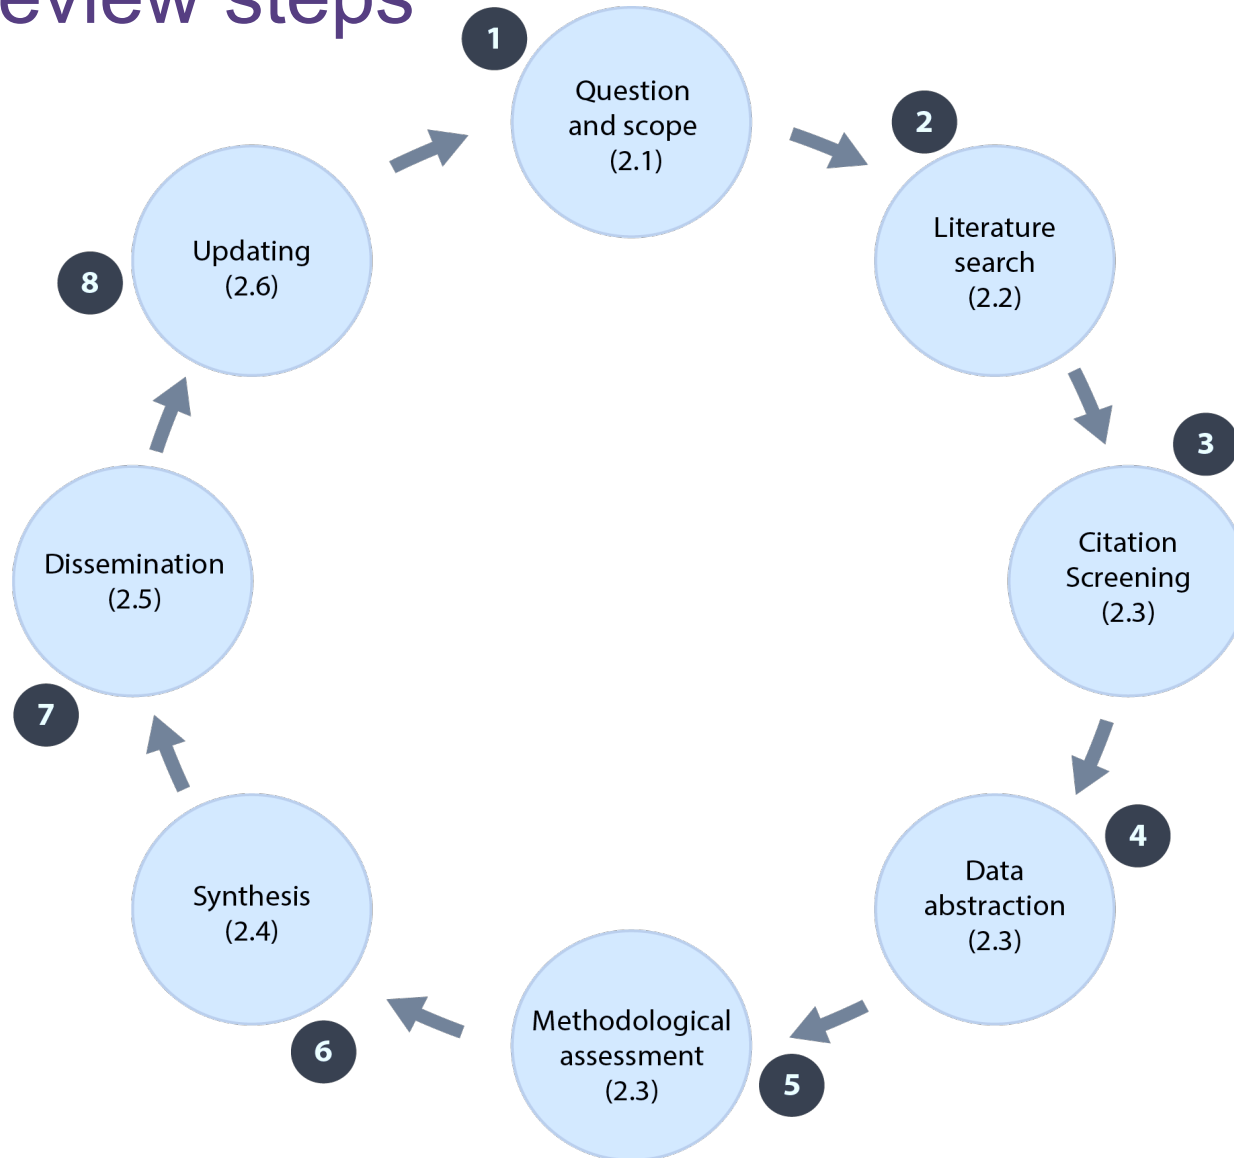 eview steps
1
Question
and scope
(2.1)
2
Literature
search
(2.2)
3
Citation
Screening
(2.3)
4
Data
abstraction
(2.3)
5
Methodological
assessment
(2.3)
6
Synthesis
(2.4)
7
Dissemination
(2.5)
8
Updating
(2.6)